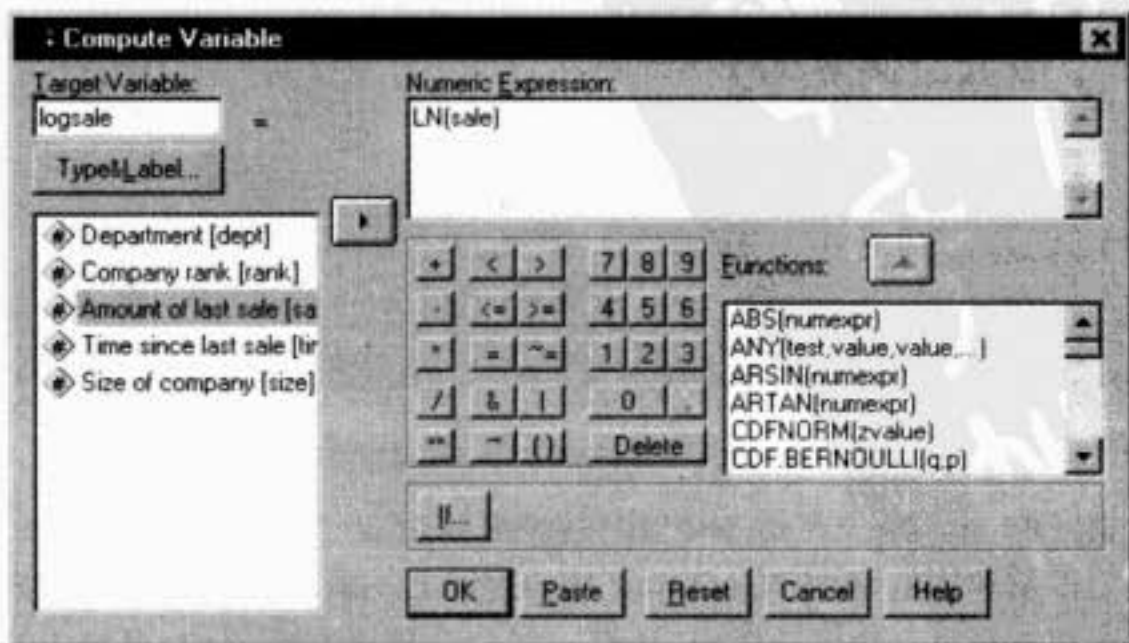 Compute Variable
Target Variable:
logsale
=
Type&Label...
Numeric Expression:
LN(sale)
Department [dept]
Company rank [rank]
Amount of last sale [sa
Time since last sale [tir
Size of company [size]
+ < > 7 8 9
- <= >= 4 5 6
* = ~= 1 2 3
/ & | 0 .
** ~ () Delete
Functions:
ABS(numexpr)
ANY(test,value,value,...)
ARSIN(numexpr)
ARTAN(numexpr)
CDFNORM(zvalue)
CDF.BERNOULLI(q,p)
If...
OK Paste Reset Cancel Help